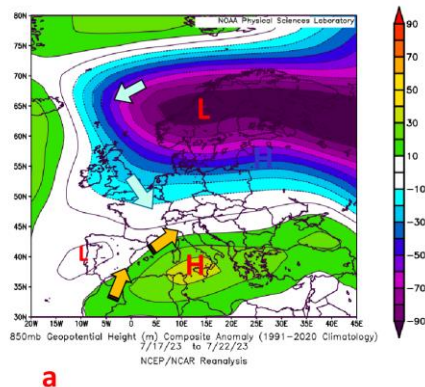 NOAA Physical Sciences Laboratory
80N
75N
70N
65N
60N
55N
50N
45N
40N
35N
30N
20W 15W 10W 5W 0 5E 10E 15E 20E 25E 30E 35E 40E 45E
L
H
L
H
90
70
50
30
10
-10
-30
-50
-70
-90
850mb Geopotential Height (m) Composite Anomaly (1991-2020 Climatology)
7/17/23 to 7/22/23
NCEP/NCAR Reanalysis
a